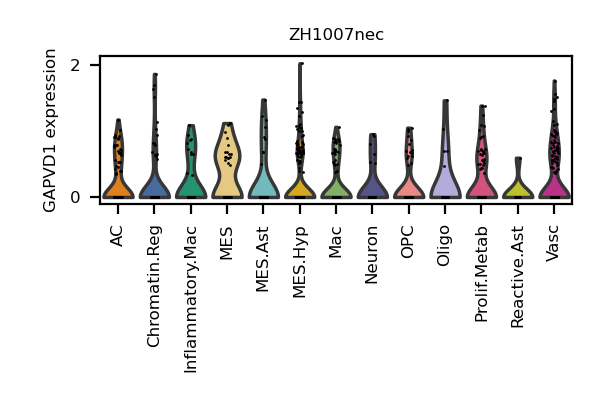 ZH1007nec
GAPVD1 expression
2
0
AC
Chromatin.Reg
Inflammatory.Mac
MES
MES.Ast
MES.Hyp
Mac
Neuron
OPC
Oligo
Prolif.Metab
Reactive.Ast
Vasc